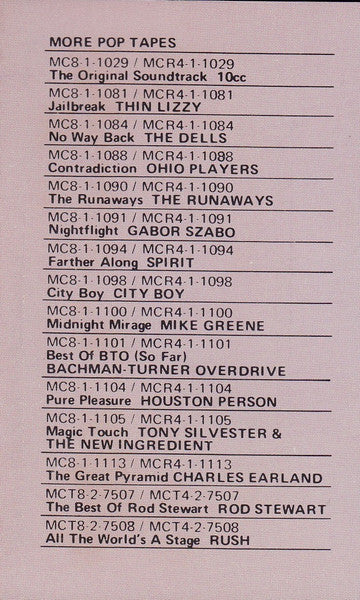 MORE POP TAPES
MC8-1-1029 / MCR4-1-1029
The Original Soundtrack 10cc
MC8-1-1081 / MCR4-1-1081
Jailbreak THIN LIZZY
MC8-1-1084 / MCR4-1-1084
No Way Back THE DELLS
MC8-1-1088 / MCR4-1-1088
Contradiction OHIO PLAYERS
MC8-1-1090 / MCR4-1-1090
The Runaways THE RUNAWAYS
MC8-1-1091 / MCR4-1-1091
Nightflight GABOR SZABO
MC8-1-1094 / MCR4-1-1094
Farther Along SPIRIT
MC8-1-1098 / MCR4-1-1098
City Boy CITY BOY
MC8-1-1100 / MCR4-1-1100
Midnight Mirage MIKE GREENE
MC8-1-1101 / MCR4-1-1101
Best Of BTO (So Far)
BACHMAN-TURNER OVERDRIVE
MC8-1-1104 / MCR4-1-1104
Pure Pleasure HOUSTON PERSON
MC8-1-1105 / MCR4-1-1105
Magic Touch TONY SILVESTER &
THE NEW INGREDIENT
MC8-1-1113 / MCR4-1-1113
The Great Pyramid CHARLES EARLAND
MCT8-2-7507 / MCT4-2-7507
The Best Of Rod Stewart ROD STEWART
MCT8-2-7508 / MCT4-2-7508
All The World's A Stage RUSH